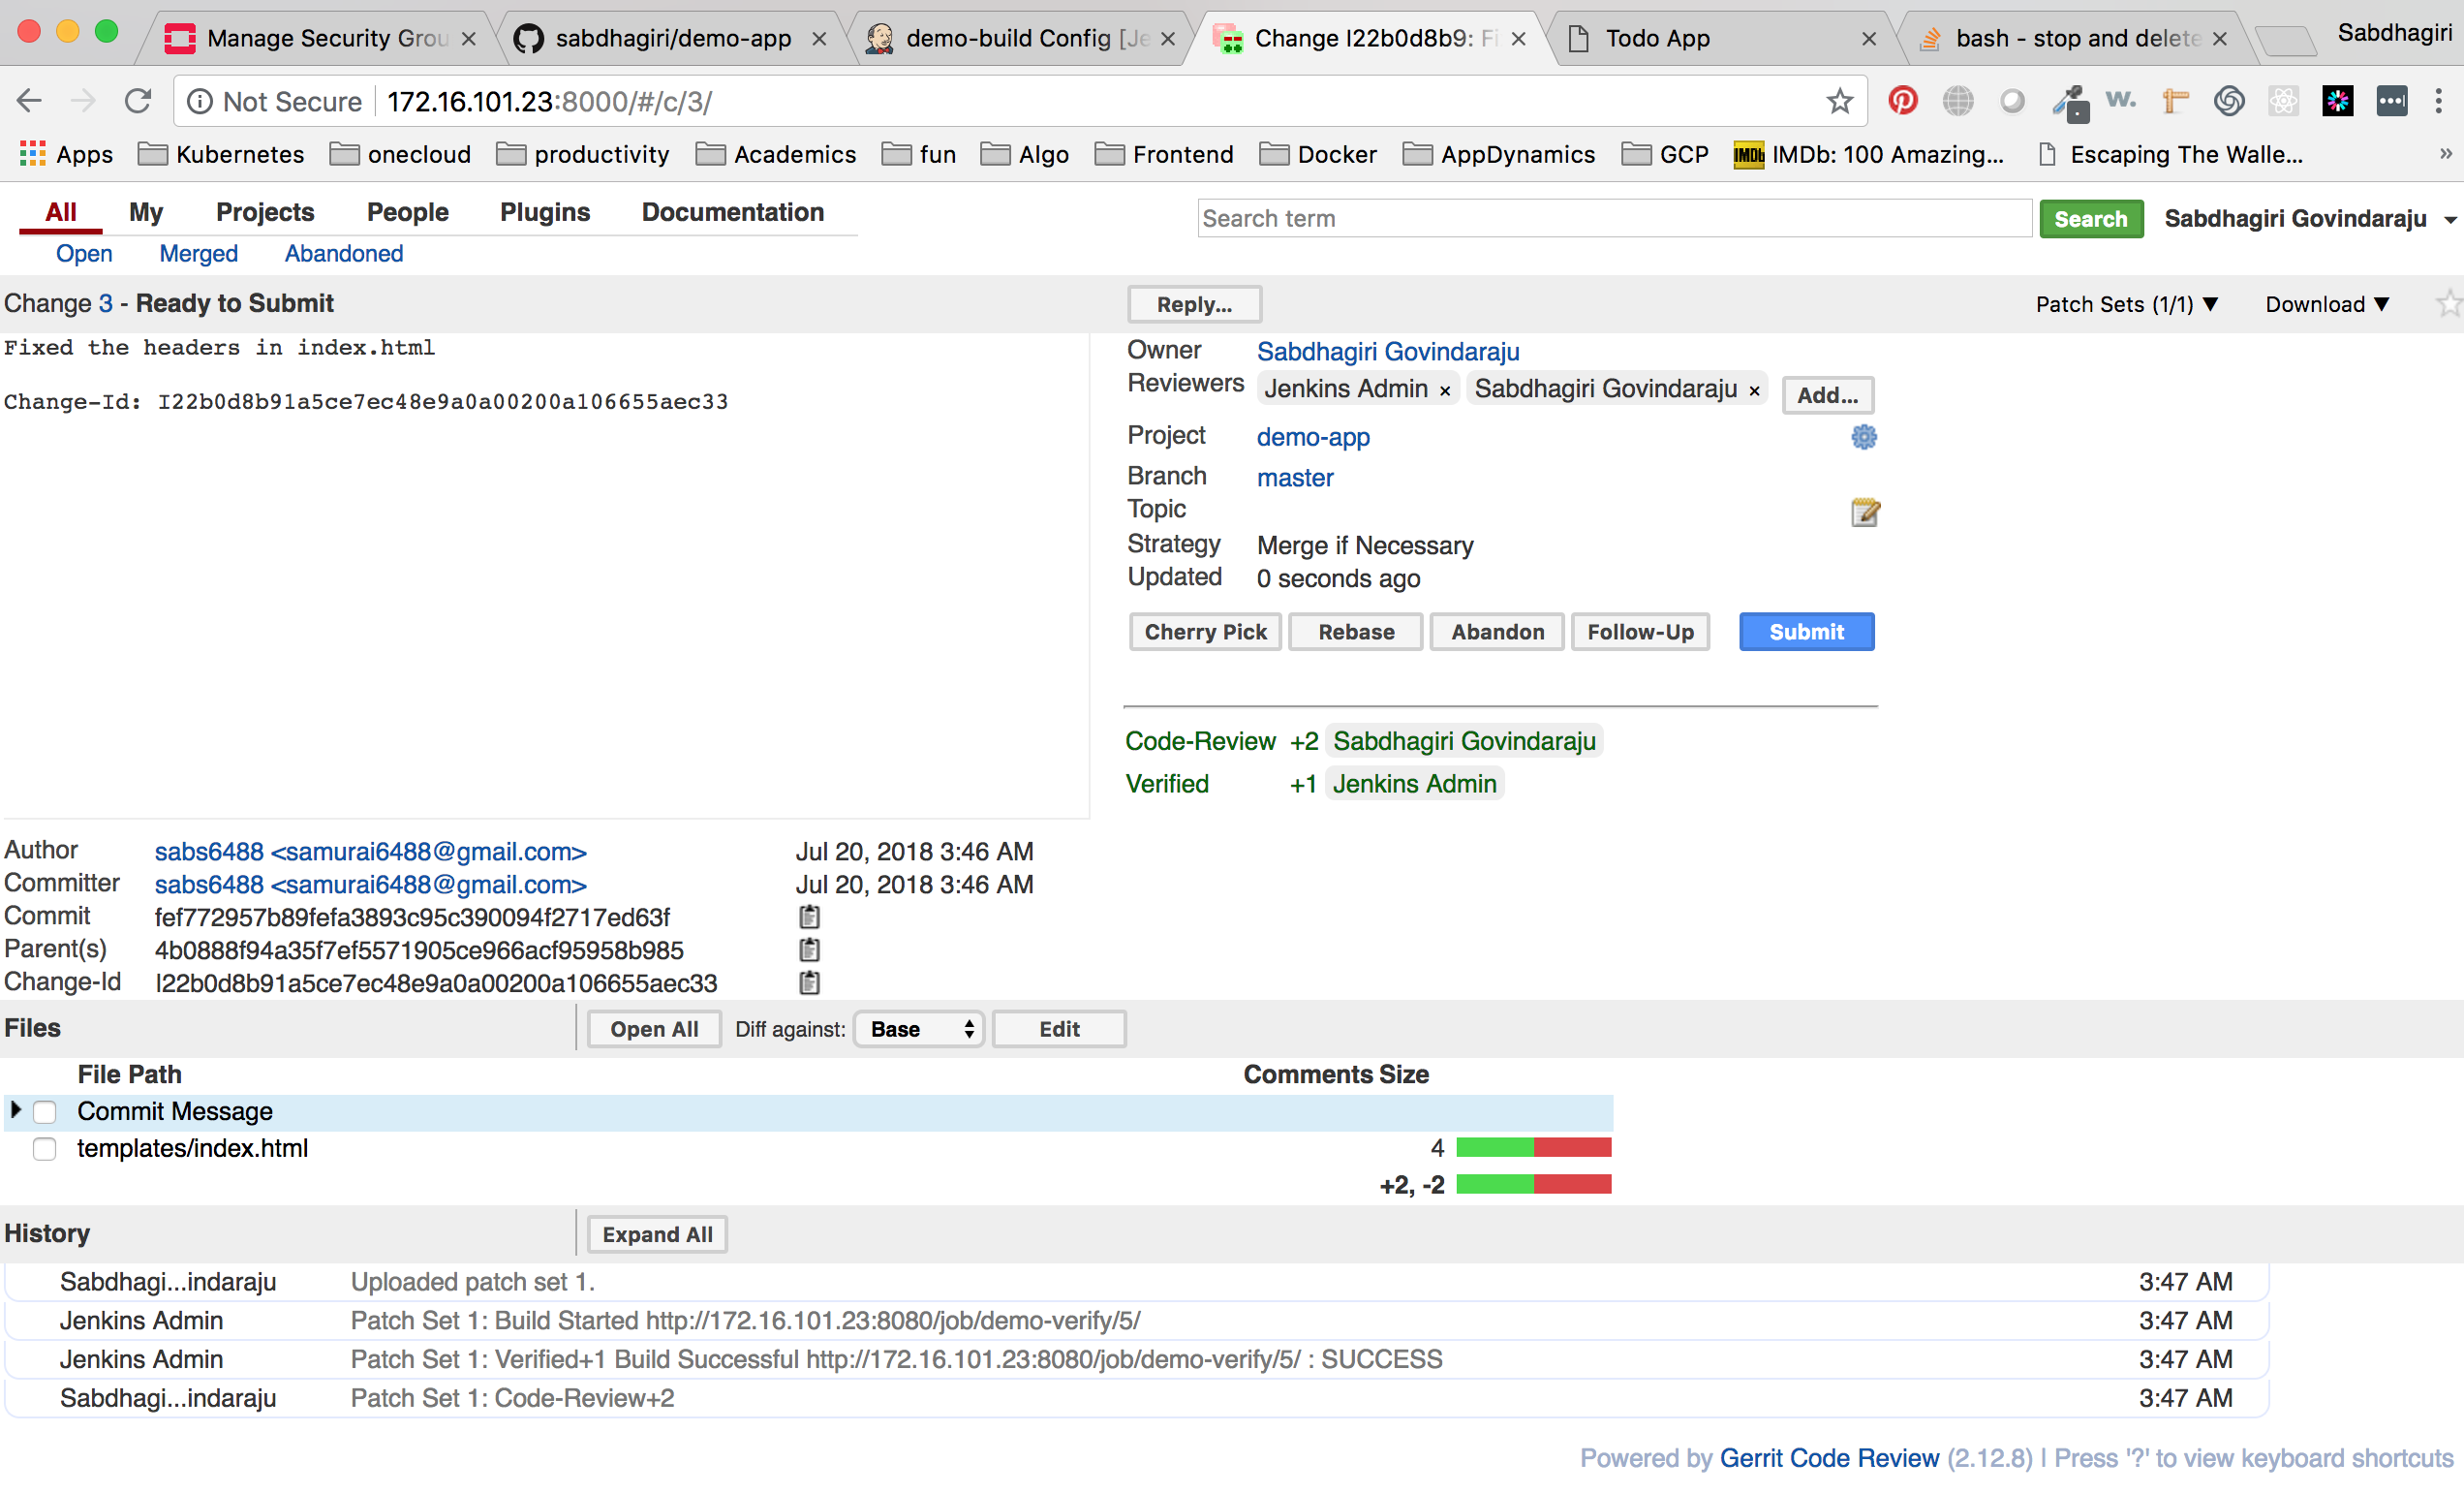 Manage Security Grou
sabdhagiri/demo-app
demo-build Config [Je
Change I22b0d8b9: Fi
Todo App
bash - stop and delete
Sabdhagiri
Not Secure
172.16.101.23:8000/#/c/3/
w.
Apps
Kubernetes
onecloud
productivity
Academics
fun
Algo
Frontend
Docker
AppDynamics
GCP
IMDb IMDb: 100 Amazing...
Escaping The Walle...
»
All My Projects People Plugins Documentation
Search term
Search
Sabdhagiri Govindaraju
Open Merged Abandoned
Change 3 - Ready to Submit
Reply...
Patch Sets (1/1) ▼
Download ▼
Fixed the headers in index.html
Change-Id: I22b0d8b91a5ce7ec48e9a0a00200a106655aec33
Owner Sabdhagiri Govindaraju
Reviewers Jenkins Admin × Sabdhagiri Govindaraju × Add...
Project demo-app
Branch master
Topic
Strategy Merge if Necessary
Updated 0 seconds ago
Cherry Pick Rebase Abandon Follow-Up Submit
Code-Review +2 Sabdhagiri Govindaraju
Verified +1 Jenkins Admin
Author sabs6488 <samurai6488@gmail.com> Jul 20, 2018 3:46 AM
Committer sabs6488 <samurai6488@gmail.com> Jul 20, 2018 3:46 AM
Commit fef772957b89fefa3893c95c390094f2717ed63f
Parent(s) 4b0888f94a35f7ef5571905ce966acf95958b985
Change-Id I22b0d8b91a5ce7ec48e9a0a00200a106655aec33
Files Open All Diff against: Base Edit
File Path Comments Size
Commit Message
templates/index.html 4
+2, -2
History Expand All
Sabdhagi...indaraju Uploaded patch set 1. 3:47 AM
Jenkins Admin Patch Set 1: Build Started http://172.16.101.23:8080/job/demo-verify/5/ 3:47 AM
Jenkins Admin Patch Set 1: Verified+1 Build Successful http://172.16.101.23:8080/job/demo-verify/5/ : SUCCESS 3:47 AM
Sabdhagi...indaraju Patch Set 1: Code-Review+2 3:47 AM
Powered by Gerrit Code Review (2.12.8) | Press '?' to view keyboard shortcuts